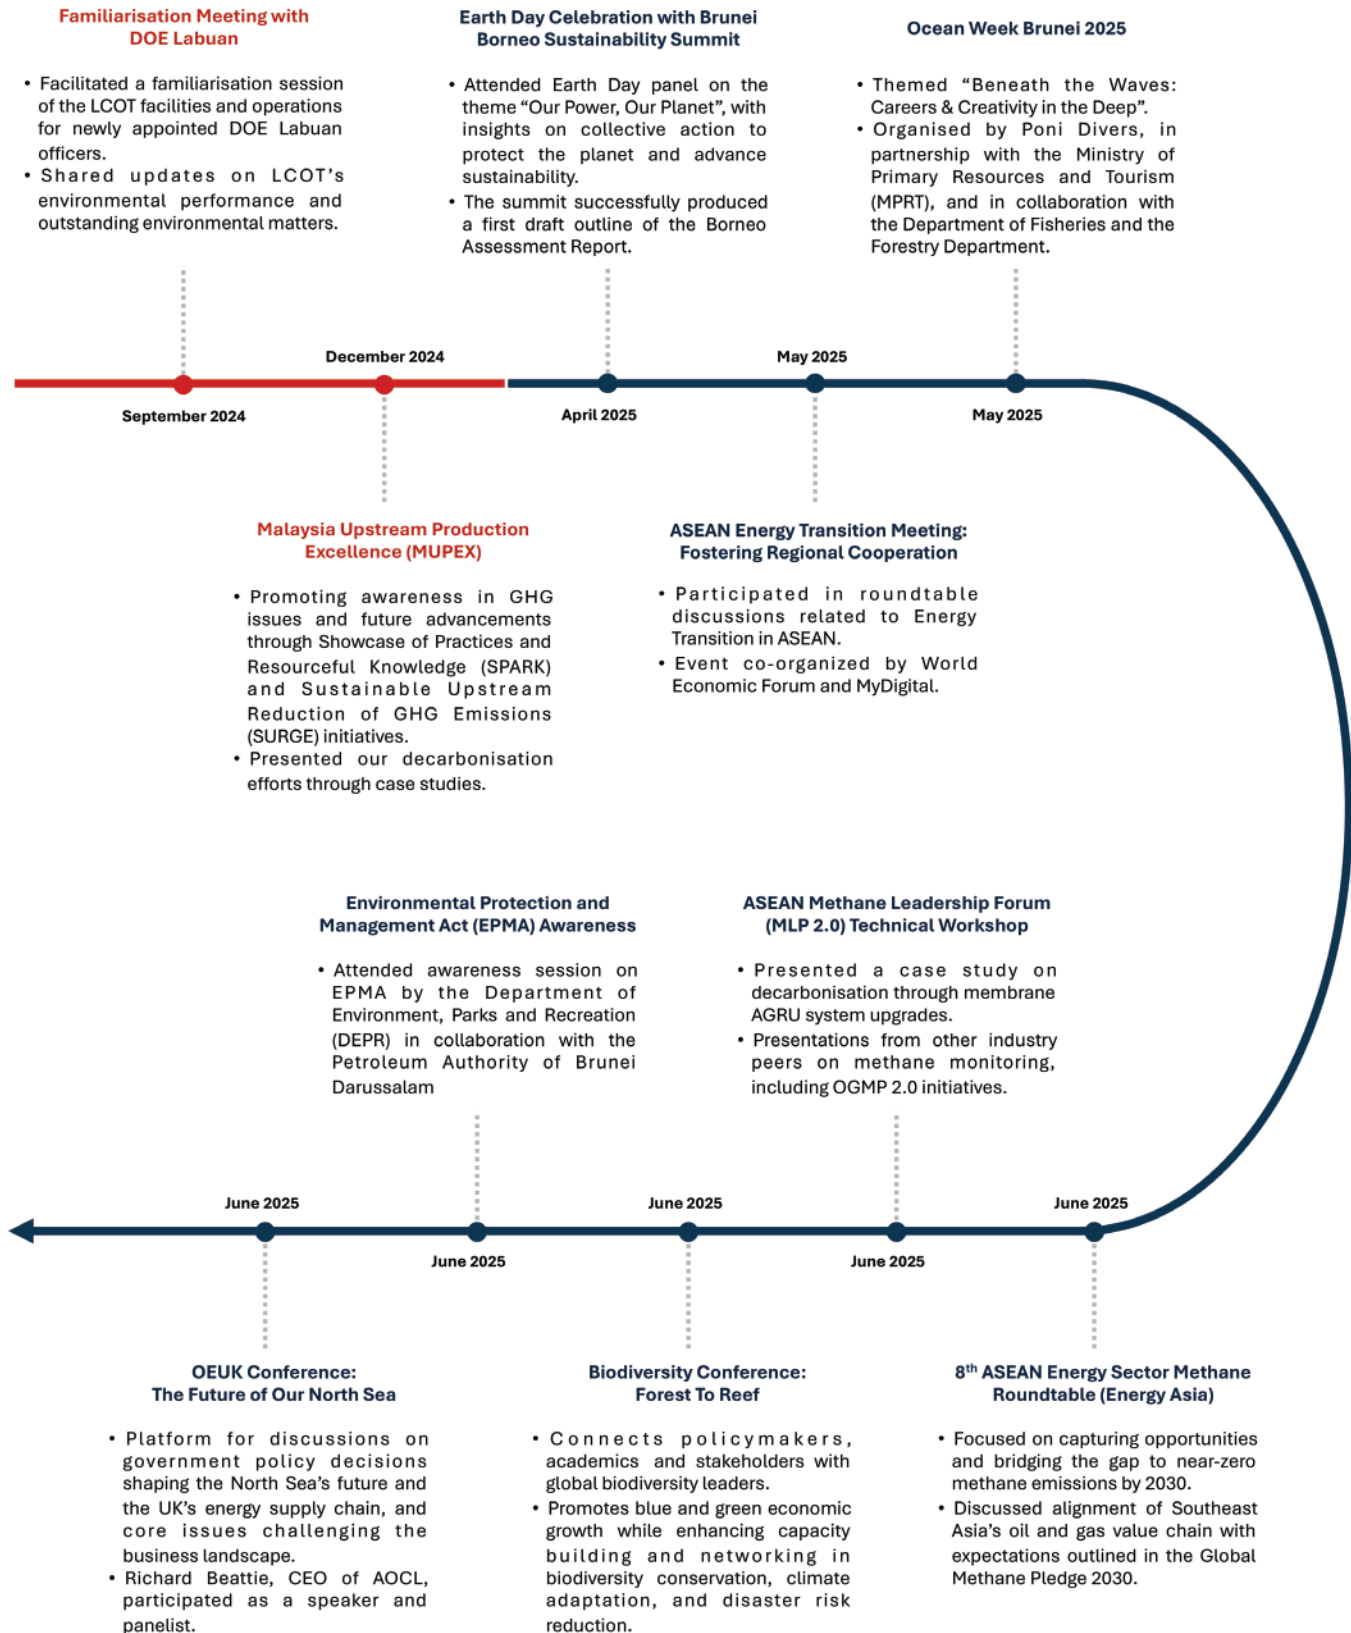 Familiarisation Meeting with
DOE Labuan
• Facilitated a familiarisation session
of the LCOT facilities and operations
for newly appointed DOE Labuan
officers.
• Shared updates on LCOT's
environmental performance and
outstanding environmental matters.
Earth Day Celebration with Brunei
Borneo Sustainability Summit
• Attended Earth Day panel on the
theme “Our Power, Our Planet”, with
insights on collective action to
protect the planet and advance
sustainability.
• The summit successfully produced
a first draft outline of the Borneo
Assessment Report.
Ocean Week Brunei 2025
• Themed “Beneath the Waves:
Careers & Creativity in the Deep”.
• Organised by Poni Divers, in
partnership with the Ministry of
Primary Resources and Tourism
(MPRT), and in collaboration with
the Department of Fisheries and the
Forestry Department.
September 2024
December 2024
April 2025
May 2025
May 2025
Malaysia Upstream Production
Excellence (MUPEX)
• Promoting awareness in GHG
issues and future advancements
through Showcase of Practices and
Resourceful Knowledge (SPARK)
and Sustainable Upstream
Reduction of GHG Emissions
(SURGE) initiatives.
• Presented our decarbonisation
efforts through case studies.
ASEAN Energy Transition Meeting:
Fostering Regional Cooperation
• Participated in roundtable
discussions related to Energy
Transition in ASEAN.
• Event co-organized by World
Economic Forum and MyDigital.
Environmental Protection and
Management Act (EPMA) Awareness
• Attended awareness session on
EPMA by the Department of
Environment, Parks and Recreation
(DEPR) in collaboration with the
Petroleum Authority of Brunei
Darussalam
ASEAN Methane Leadership Forum
(MLP 2.0) Technical Workshop
• Presented a case study on
decarbonisation through membrane
AGRU system upgrades.
• Presentations from other industry
peers on methane monitoring,
including OGMP 2.0 initiatives.
June 2025
June 2025
June 2025
June 2025
June 2025
OEUK Conference:
The Future of Our North Sea
• Platform for discussions on
government policy decisions
shaping the North Sea's future and
the UK's energy supply chain, and
core issues challenging the
business landscape.
• Richard Beattie, CEO of AOCL,
participated as a speaker and
panelist.
Biodiversity Conference:
Forest To Reef
• Connects policymakers,
academics and stakeholders with
global biodiversity leaders.
• Promotes blue and green economic
growth while enhancing capacity
building and networking in
biodiversity conservation, climate
adaptation, and disaster risk
reduction.
8th ASEAN Energy Sector Methane
Roundtable (Energy Asia)
• Focused on capturing opportunities
and bridging the gap to near-zero
methane emissions by 2030.
• Discussed alignment of Southeast
Asia's oil and gas value chain with
expectations outlined in the Global
Methane Pledge 2030.